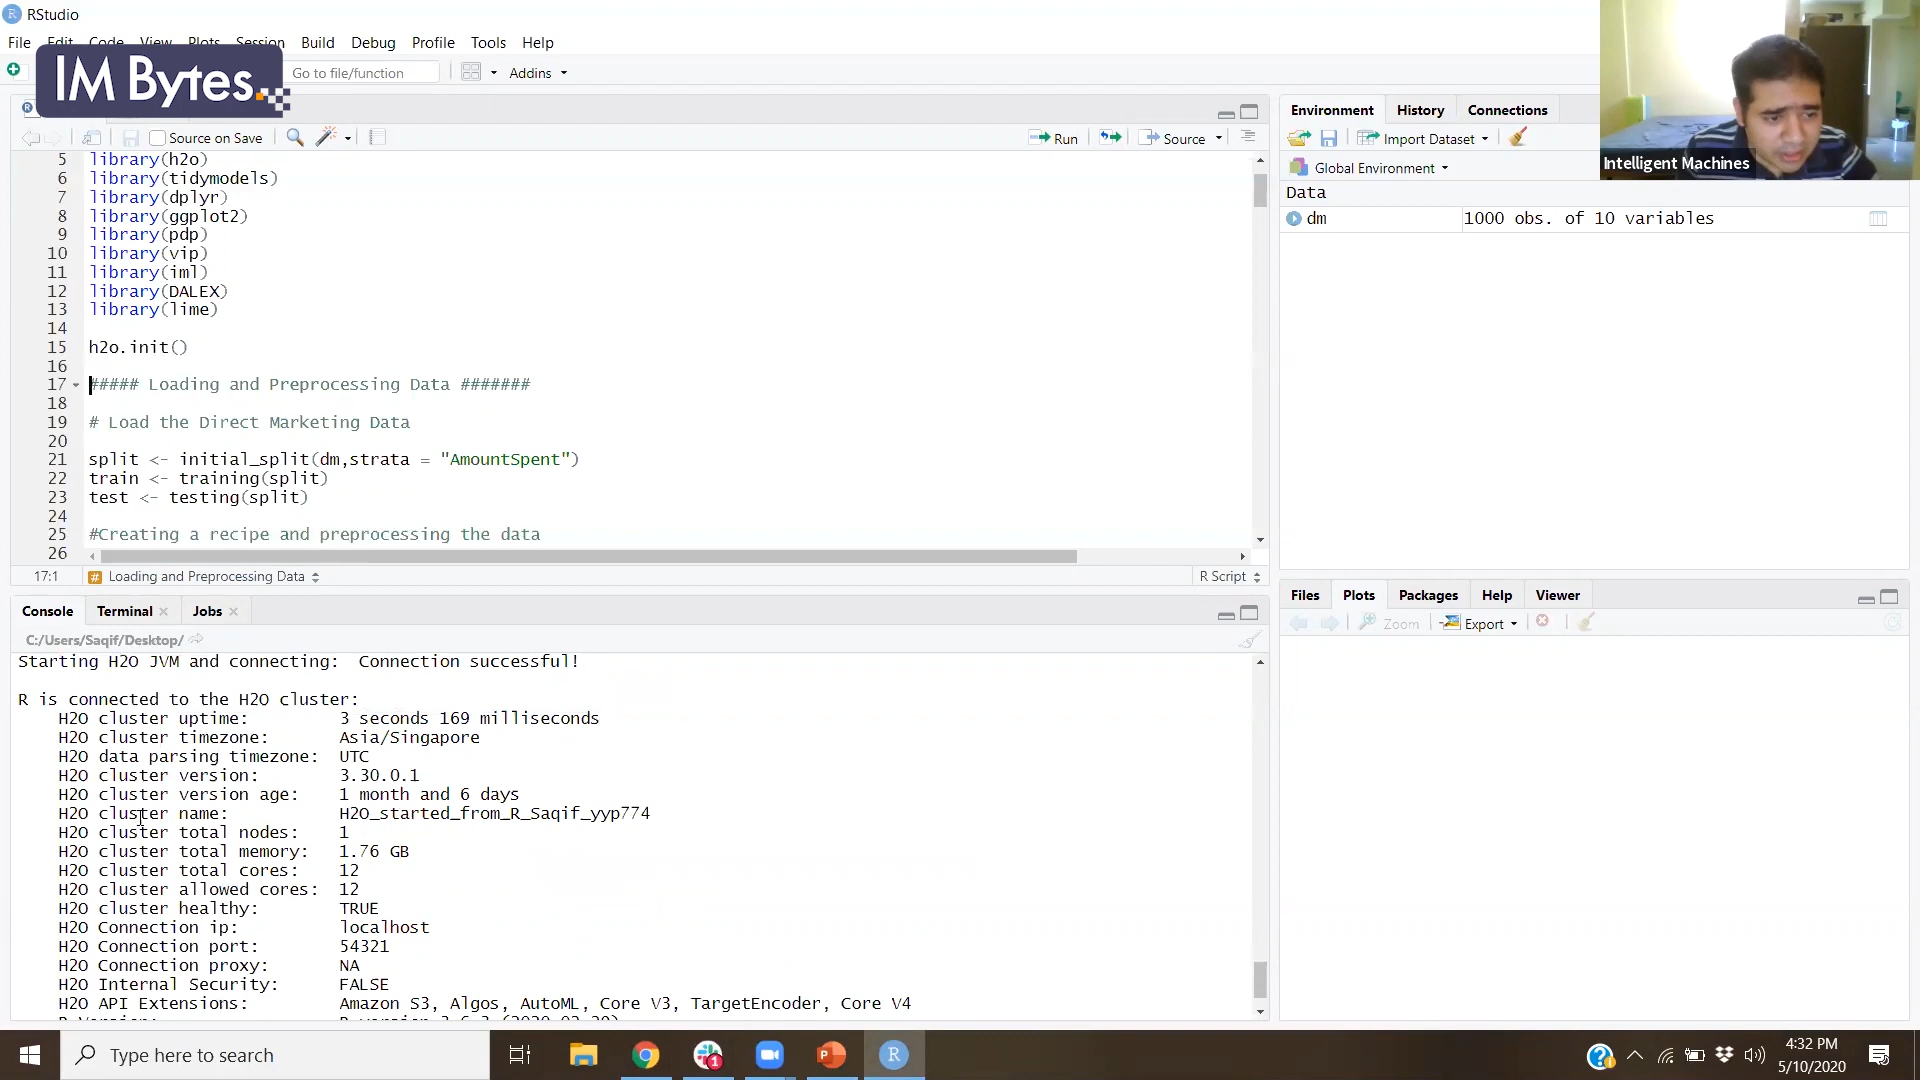 RStudio
File Edit Code View Plots Session Build Debug Profile Tools Help
IM Bytes.
Go to file/function
Addins
Source on Save
Run
Source
5 library(h2o)
6 library(tidymodels)
7 library(dplyr)
8 library(ggplot2)
9 library(pdp)
10 library(vip)
11 library(iml)
12 library(DALEX)
13 library(lime)
14
15 h2o.init()
16
17 ##### Loading and Preprocessing Data #######
18
19 # Load the Direct Marketing Data
20
21 split <- initial_split(dm,strata = "AmountSpent")
22 train <- training(split)
23 test <- testing(split)
24
25 #Creating a recipe and preprocessing the data
26
17:1 # Loading and Preprocessing Data R Script
Console Terminal Jobs
C:/Users/Saqif/Desktop/
Starting H2O JVM and connecting: Connection successful!
R is connected to the H2O cluster:
H2O cluster uptime: 3 seconds 169 milliseconds
H2O cluster timezone: Asia/Singapore
H2O data parsing timezone: UTC
H2O cluster version: 3.30.0.1
H2O cluster version age: 1 month and 6 days
H2O cluster name: H2O_started_from_R_Saqif_yyp774
H2O cluster total nodes: 1
H2O cluster total memory: 1.76 GB
H2O cluster total cores: 12
H2O cluster allowed cores: 12
H2O cluster healthy: TRUE
H2O Connection ip: localhost
H2O Connection port: 54321
H2O Connection proxy: NA
H2O Internal Security: FALSE
H2O API Extensions: Amazon S3, Algos, AutoML, Core V3, TargetEncoder, Core V4
Environment History Connections
Import Dataset
Global Environment
Data
dm 1000 obs. of 10 variables
Intelligent Machines
Files Plots Packages Help Viewer
Zoom Export
Type here to search
4:32 PM
5/10/2020